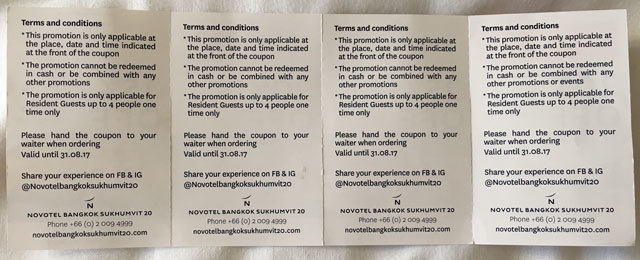 Terms and conditions
*This promotion is only applicable at
the place, date and time indicated
at the front of the coupon
*The promotion cannot be redeemed
in cash or be combined with any
other promotions
*The promotion is only applicable for
Resident Guests up to 4 people one
time only
Please hand the coupon to your
waiter when ordering
Valid until 31.08.17
Share your experience on FB & IG
@Novotelbangkoksukhumvit20
N
NOVOTEL BANGKOK SUKHUMVIT 20
Phone +66 (0) 2 009 4999
novotelbangkoksukhumvit20.com
Terms and conditions
*This promotion is only applicable at
the place, date and time indicated
at the front of the coupon
*The promotion cannot be redeemed
in cash or be combined with any
other promotions
*The promotion is only applicable for
Resident Guests up to 4 people one
time only
Please hand the coupon to your
waiter when ordering
Valid until 31.08.17
Share your experience on FB & IG
@Novotelbangkoksukhumvit20
N
NOVOTEL BANGKOK SUKHUMVIT 20
Phone +66 (0) 2 009 4999
novotelbangkoksukhumvit20.com
Terms and conditions
*This promotion is only applicable at
the place, date and time indicated
at the front of the coupon
*The promotion cannot be redeemed
in cash or be combined with any
other promotions
*The promotion is only applicable for
Resident Guests up to 4 people one
time only
Please hand the coupon to your
waiter when ordering
Valid until 31.08.17
Share your experience on FB & IG
@Novotelbangkoksukhumvit20
N
NOVOTEL BANGKOK SUKHUMVIT 20
Phone +66 (0) 2 009 4999
novotelbangkoksukhumvit20.com
Terms and conditions
*This promotion is only applicable at
the place, date and time indicated
at the front of the coupon
*The promotion cannot be redeemed
in cash or be combined with any
other promotions or events
*The promotion is only applicable for
Resident Guests up to 4 people one
time only
Please hand the coupon to your
waiter when ordering
Valid until 31.08.17
Share your experience on FB & IG
@Novotelbangkoksukhumvit20
N
NOVOTEL BANGKOK SUKHUMVIT 20
Phone +66 (0) 2 009 4999
novotelbangkoksukhumvit20.com